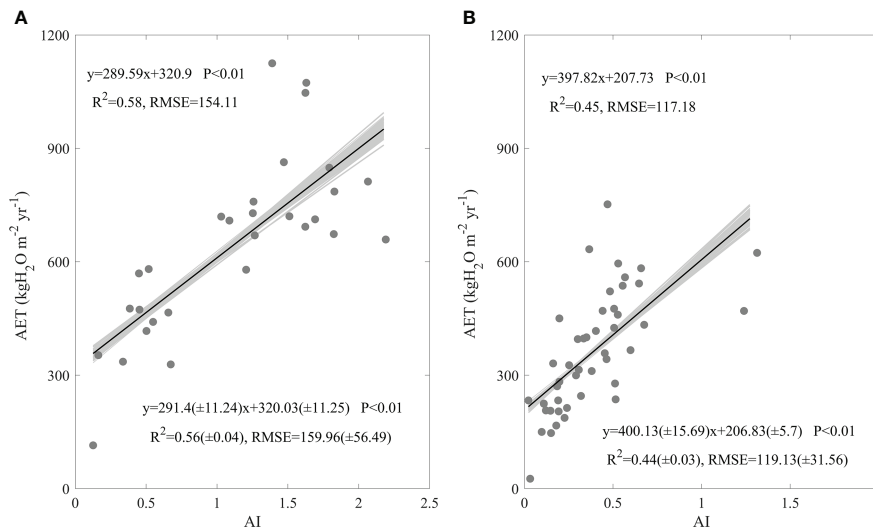 A
1200
900
600
300
0
AET (kgH₂O m⁻² yr⁻¹)
y=289.59x+320.9 P<0.01
R²=0.58, RMSE=154.11
y=291.4(±11.24)x+320.03(±11.25) P<0.01
R²=0.56(±0.04), RMSE=159.96(±56.49)
0 0.5 1 1.5 2 2.5
AI
B
1200
900
600
300
0
AET (kgH₂O m⁻² yr⁻¹)
y=397.82x+207.73 P<0.01
R²=0.45, RMSE=117.18
y=400.13(±15.69)x+206.83(±5.7) P<0.01
R²=0.44(±0.03), RMSE=119.13(±31.56)
0 0.5 1 1.5
AI